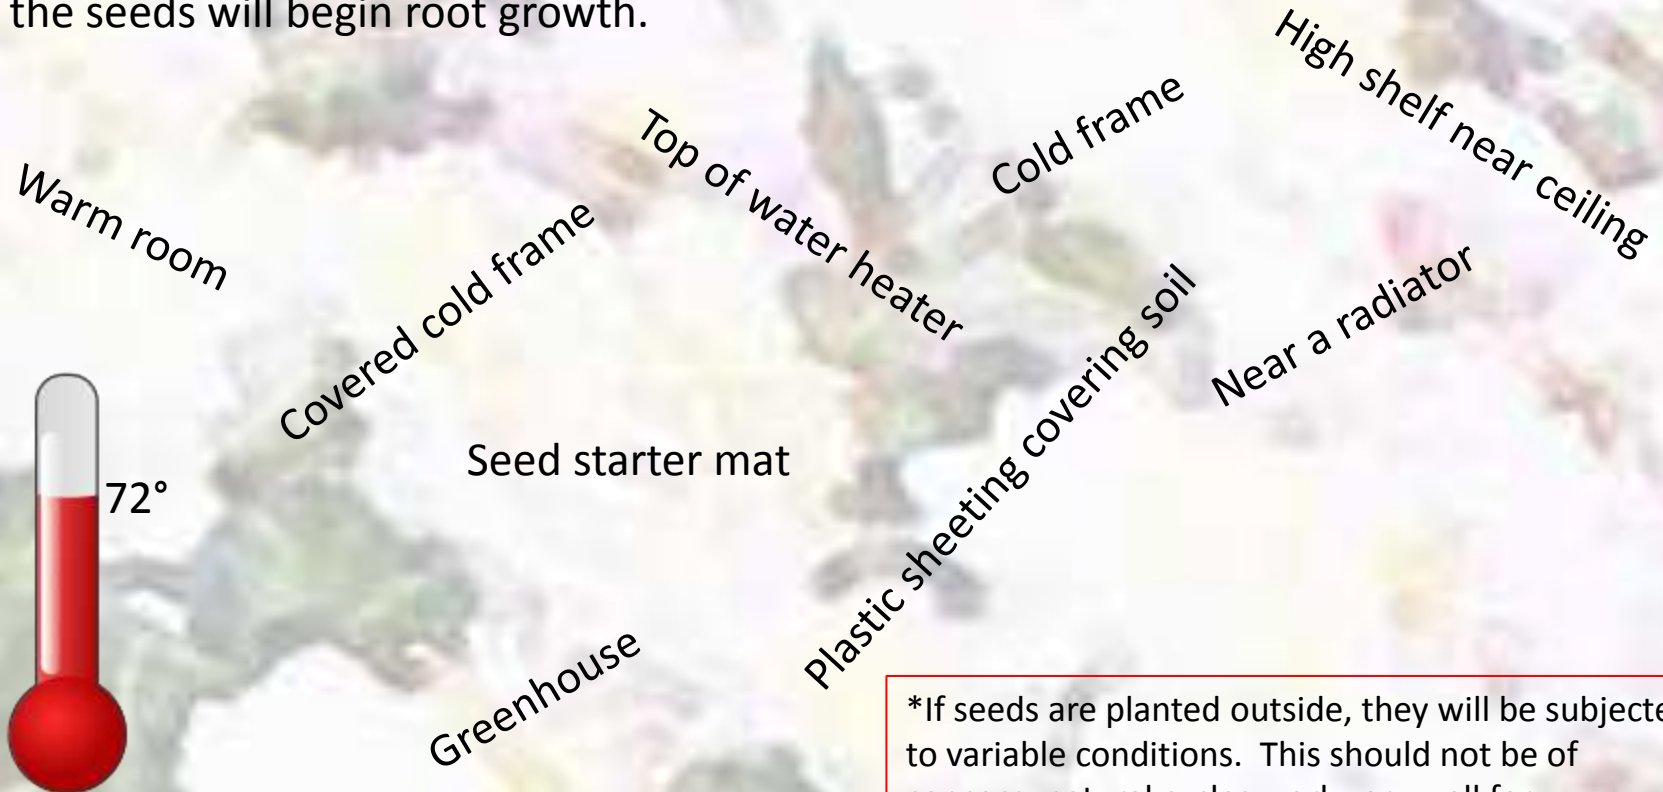 the seeds will begin root growth.
High shelf near ceiling
Cold frame
Top of water heater
Warm room
Covered cold frame
Near a radiator
Plastic sheeting covering soil
Seed starter mat
72°
Greenhouse
*If seeds are planted outside, they will be subjecte
to variable conditions. This should not be of